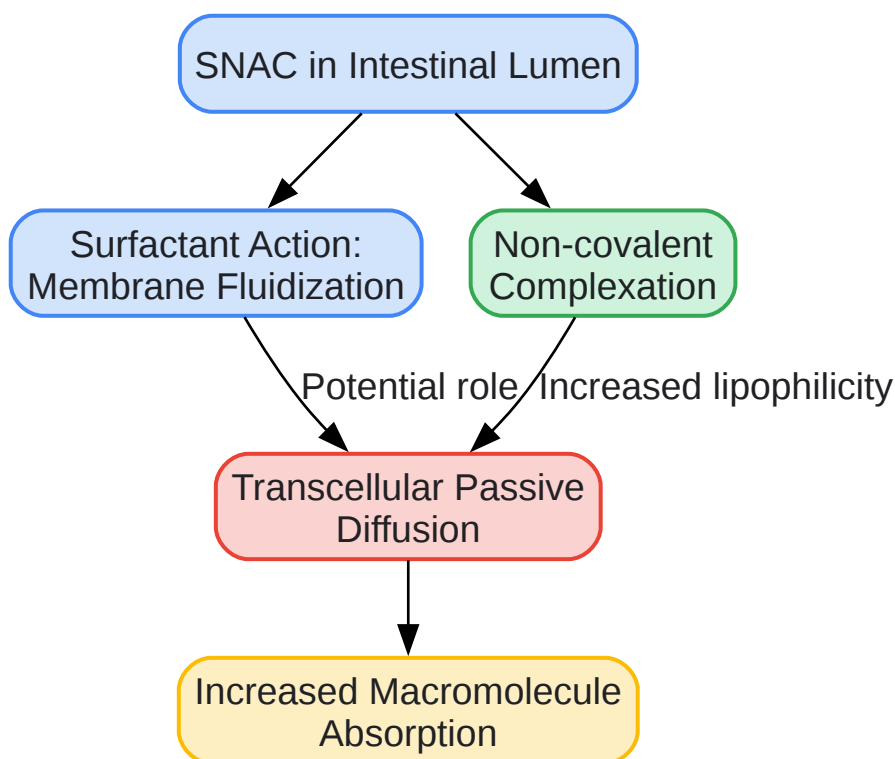 SNAC in Intestinal Lumen
Surfactant Action:
Membrane Fluidization
Non-covalent
Complexation
Potential role
Increased lipophilicity
Transcellular Passive
Diffusion
Increased Macromolecule
Absorption